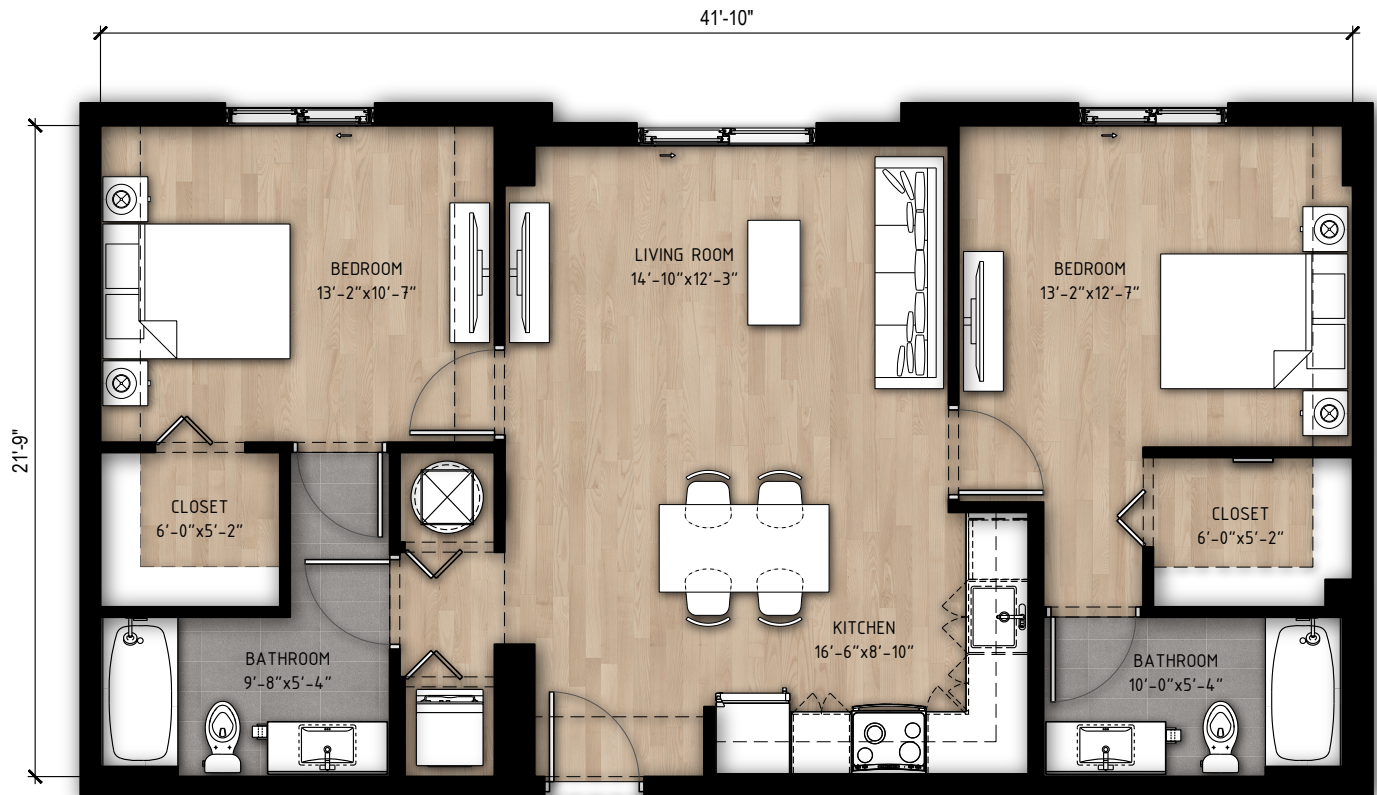 41'-10"
21'-9"
BEDROOM
13'-2"x10'-7"
LIVING ROOM
14'-10"x12'-3"
BEDROOM
13'-2"x12'-7"
CLOSET
6'-0"x5'-2"
CLOSET
6'-0"x5'-2"
KITCHEN
16'-6"x8'-10"
BATHROOM
9'-8"x5'-4"
BATHROOM
10'-0"x5'-4"